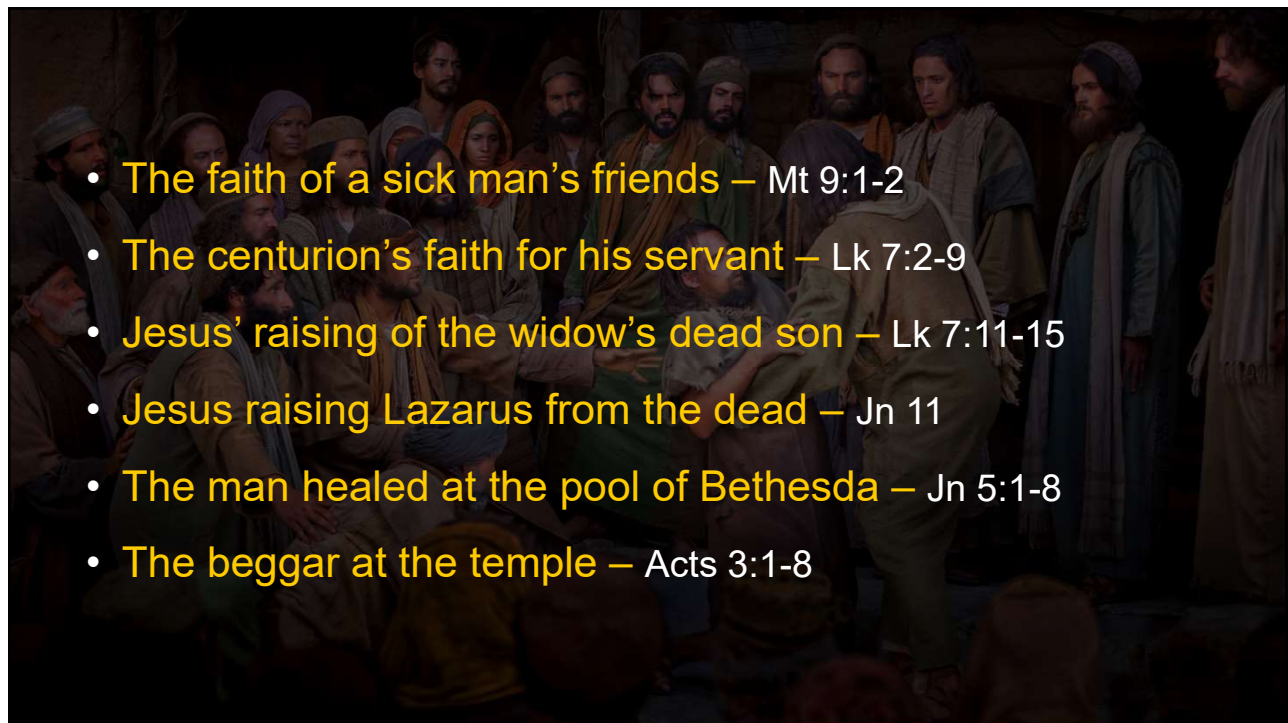 • The faith of a sick man’s friends – Mt 9:1-2
• The centurion’s faith for his servant – Lk 7:2-9
• Jesus’ raising of the widow’s dead son – Lk 7:11-15
• Jesus raising Lazarus from the dead – Jn 11
• The man healed at the pool of Bethesda – Jn 5:1-8
• The beggar at the temple – Acts 3:1-8